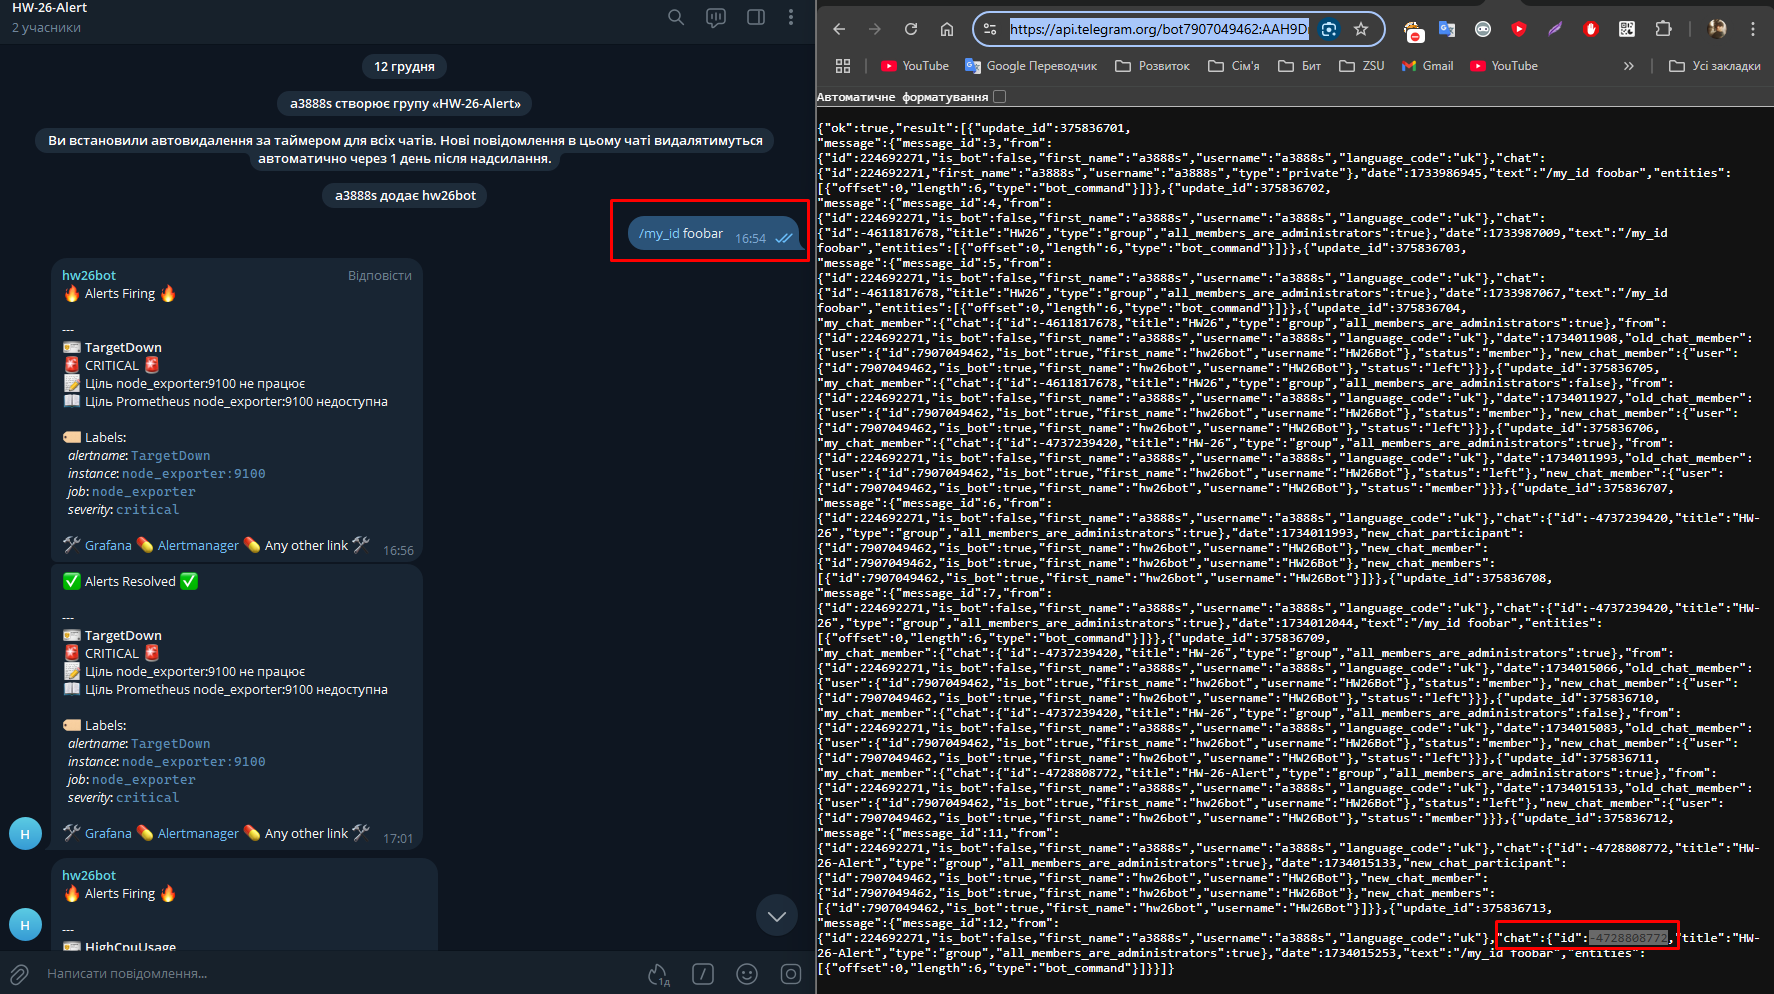 HW-26-Alert
2 учасники
12 грудня
a3888s створює групу «HW-26-Alert»
Ви встановили автовидалення за таймером для всіх чатів. Нові повідомлення в цьому чаті видалятимуться
автоматично через 1 день після надсилання.
a3888s додає hw26bot
/my_id foobar 16:54
hw26bot Відповісти
🔥 Alerts Firing 🔥
---
🪪 TargetDown
🚨 CRITICAL 🚨
📝 Ціль node_exporter:9100 не працює
📖 Ціль Prometheus node_exporter:9100 недоступна
🏷 Labels:
alertname: TargetDown
instance: node_exporter:9100
job: node_exporter
severity: critical
🛠 Grafana 💊 Alertmanager 💊 Any other link 🛠 16:56
✅ Alerts Resolved ✅
---
🪪 TargetDown
🚨 CRITICAL 🚨
📝 Ціль node_exporter:9100 не працює
📖 Ціль Prometheus node_exporter:9100 недоступна
🏷 Labels:
alertname: TargetDown
instance: node_exporter:9100
job: node_exporter
severity: critical
🛠 Grafana 💊 Alertmanager 💊 Any other link 🛠 17:01
H
hw26bot
🔥 Alerts Firing 🔥
H
---
🪪 HighCpuUsage
Написати повідомлення...
1д
https://api.telegram.org/bot7907049462:AAH9D
YouTube Google Переводчик Розвиток Сім'я Бит ZSU Gmail YouTube » Усі закладки
Автоматичне форматування
{"ok":true,"result":[{"update_id":375836701,
"message":{"message_id":3,"from":
{"id":224692271,"is_bot":false,"first_name":"a3888s","username":"a3888s","language_code":"uk"},"chat":
{"id":224692271,"first_name":"a3888s","username":"a3888s","type":"private"},"date":1733986945,"text":"/my_id foobar","entities":
[{"offset":0,"length":6,"type":"bot_command"}]}},{"update_id":375836702,
"message":{"message_id":4,"from":
{"id":224692271,"is_bot":false,"first_name":"a3888s","username":"a3888s","language_code":"uk"},"chat":
{"id":-4611817678,"title":"HW26","type":"group","all_members_are_administrators":true},"date":1733987009,"text":"/my_id
foobar","entities":[{"offset":0,"length":6,"type":"bot_command"}]}},{"update_id":375836703,
"message":{"message_id":5,"from":
{"id":224692271,"is_bot":false,"first_name":"a3888s","username":"a3888s","language_code":"uk"},"chat":
{"id":-4611817678,"title":"HW26","type":"group","all_members_are_administrators":true},"date":1733987067,"text":"/my_id
foobar","entities":[{"offset":0,"length":6,"type":"bot_command"}]}},{"update_id":375836704,
"my_chat_member":{"chat":{"id":-4611817678,"title":"HW26","type":"group","all_members_are_administrators":true},"from":
{"id":224692271,"is_bot":false,"first_name":"a3888s","username":"a3888s","language_code":"uk"},"date":1734011908,"old_chat_member":
{"user":{"id":7907049462,"is_bot":true,"first_name":"hw26bot","username":"HW26Bot"},"status":"member"},"new_chat_member":{"user":
{"id":7907049462,"is_bot":true,"first_name":"hw26bot","username":"HW26Bot"},"status":"left"}}},{"update_id":375836705,
"my_chat_member":{"chat":{"id":-4611817678,"title":"HW26","type":"group","all_members_are_administrators":false},"from":
{"id":224692271,"is_bot":false,"first_name":"a3888s","username":"a3888s","language_code":"uk"},"date":1734011927,"old_chat_member":
{"user":{"id":7907049462,"is_bot":true,"first_name":"hw26bot","username":"HW26Bot"},"status":"member"},"new_chat_member":{"user":
{"id":7907049462,"is_bot":true,"first_name":"hw26bot","username":"HW26Bot"},"status":"left"}}},{"update_id":375836706,
"my_chat_member":{"chat":{"id":-4737239420,"title":"HW-26","type":"group","all_members_are_administrators":true},"from":
{"id":224692271,"is_bot":false,"first_name":"a3888s","username":"a3888s","language_code":"uk"},"date":1734011993,"old_chat_member":
{"user":{"id":7907049462,"is_bot":true,"first_name":"hw26bot","username":"HW26Bot"},"status":"left"},"new_chat_member":{"user":
{"id":7907049462,"is_bot":true,"first_name":"hw26bot","username":"HW26Bot"},"status":"member"}}},{"update_id":375836707,
"message":{"message_id":6,"from":
{"id":224692271,"is_bot":false,"first_name":"a3888s","username":"a3888s","language_code":"uk"},"chat":{"id":-4737239420,"title":"HW-
26","type":"group","all_members_are_administrators":true},"date":1734011993,"new_chat_participant":
{"id":7907049462,"is_bot":true,"first_name":"hw26bot","username":"HW26Bot"},"new_chat_member":
{"id":7907049462,"is_bot":true,"first_name":"hw26bot","username":"HW26Bot"},"new_chat_members":
[{"id":7907049462,"is_bot":true,"first_name":"hw26bot","username":"HW26Bot"}]}},{"update_id":375836708,
"message":{"message_id":7,"from":
{"id":224692271,"is_bot":false,"first_name":"a3888s","username":"a3888s","language_code":"uk"},"chat":{"id":-4737239420,"title":"HW-
26","type":"group","all_members_are_administrators":true},"date":1734012044,"text":"/my_id foobar","entities":
[{"offset":0,"length":6,"type":"bot_command"}]}},{"update_id":375836709,
"my_chat_member":{"chat":{"id":-4737239420,"title":"HW-26","type":"group","all_members_are_administrators":true},"from":
{"id":224692271,"is_bot":false,"first_name":"a3888s","username":"a3888s","language_code":"uk"},"date":1734015066,"old_chat_member":
{"user":{"id":7907049462,"is_bot":true,"first_name":"hw26bot","username":"HW26Bot"},"status":"member"},"new_chat_member":{"user":
{"id":7907049462,"is_bot":true,"first_name":"hw26bot","username":"HW26Bot"},"status":"left"}}},{"update_id":375836710,
"my_chat_member":{"chat":{"id":-4737239420,"title":"HW-26","type":"group","all_members_are_administrators":false},"from":
{"id":224692271,"is_bot":false,"first_name":"a3888s","username":"a3888s","language_code":"uk"},"date":1734015083,"old_chat_member":
{"user":{"id":7907049462,"is_bot":true,"first_name":"hw26bot","username":"HW26Bot"},"status":"member"},"new_chat_member":{"user":
{"id":7907049462,"is_bot":true,"first_name":"hw26bot","username":"HW26Bot"},"status":"left"}}},{"update_id":375836711,
"my_chat_member":{"chat":{"id":-4728808772,"title":"HW-26-Alert","type":"group","all_members_are_administrators":true},"from":
{"id":224692271,"is_bot":false,"first_name":"a3888s","username":"a3888s","language_code":"uk"},"date":1734015133,"old_chat_member":
{"user":{"id":7907049462,"is_bot":true,"first_name":"hw26bot","username":"HW26Bot"},"status":"left"},"new_chat_member":{"user":
{"id":7907049462,"is_bot":true,"first_name":"hw26bot","username":"HW26Bot"},"status":"member"}}},{"update_id":375836712,
"message":{"message_id":11,"from":
{"id":224692271,"is_bot":false,"first_name":"a3888s","username":"a3888s","language_code":"uk"},"chat":{"id":-4728808772,"title":"HW-
26-Alert","type":"group","all_members_are_administrators":true},"date":1734015133,"new_chat_participant":
{"id":7907049462,"is_bot":true,"first_name":"hw26bot","username":"HW26Bot"},"new_chat_member":
{"id":7907049462,"is_bot":true,"first_name":"hw26bot","username":"HW26Bot"},"new_chat_members":
[{"id":7907049462,"is_bot":true,"first_name":"hw26bot","username":"HW26Bot"}]}},{"update_id":375836713,
"message":{"message_id":12,"from":
{"id":224692271,"is_bot":false,"first_name":"a3888s","username":"a3888s","language_code":"uk"},"chat":{"id":-4728808772,"title":"HW-
26-Alert","type":"group","all_members_are_administrators":true},"date":1734015253,"text":"/my_id foobar","entities":
[{"offset":0,"length":6,"type":"bot_command"}]}}]}